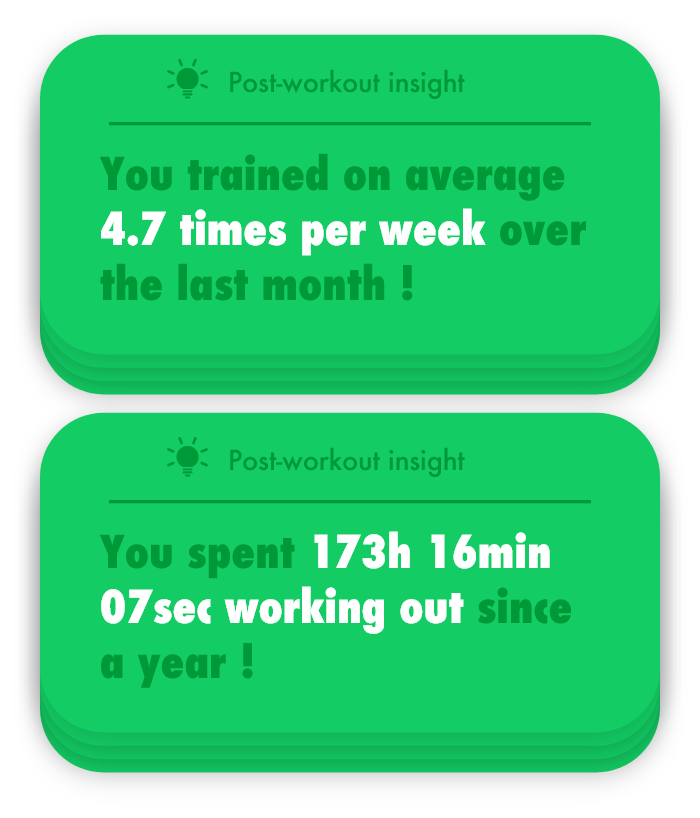 Post-workout insight
You trained on average
4.7 times per week over
the last month !
Post-workout insight
You spent 173h 16min
07sec working out since
a year !